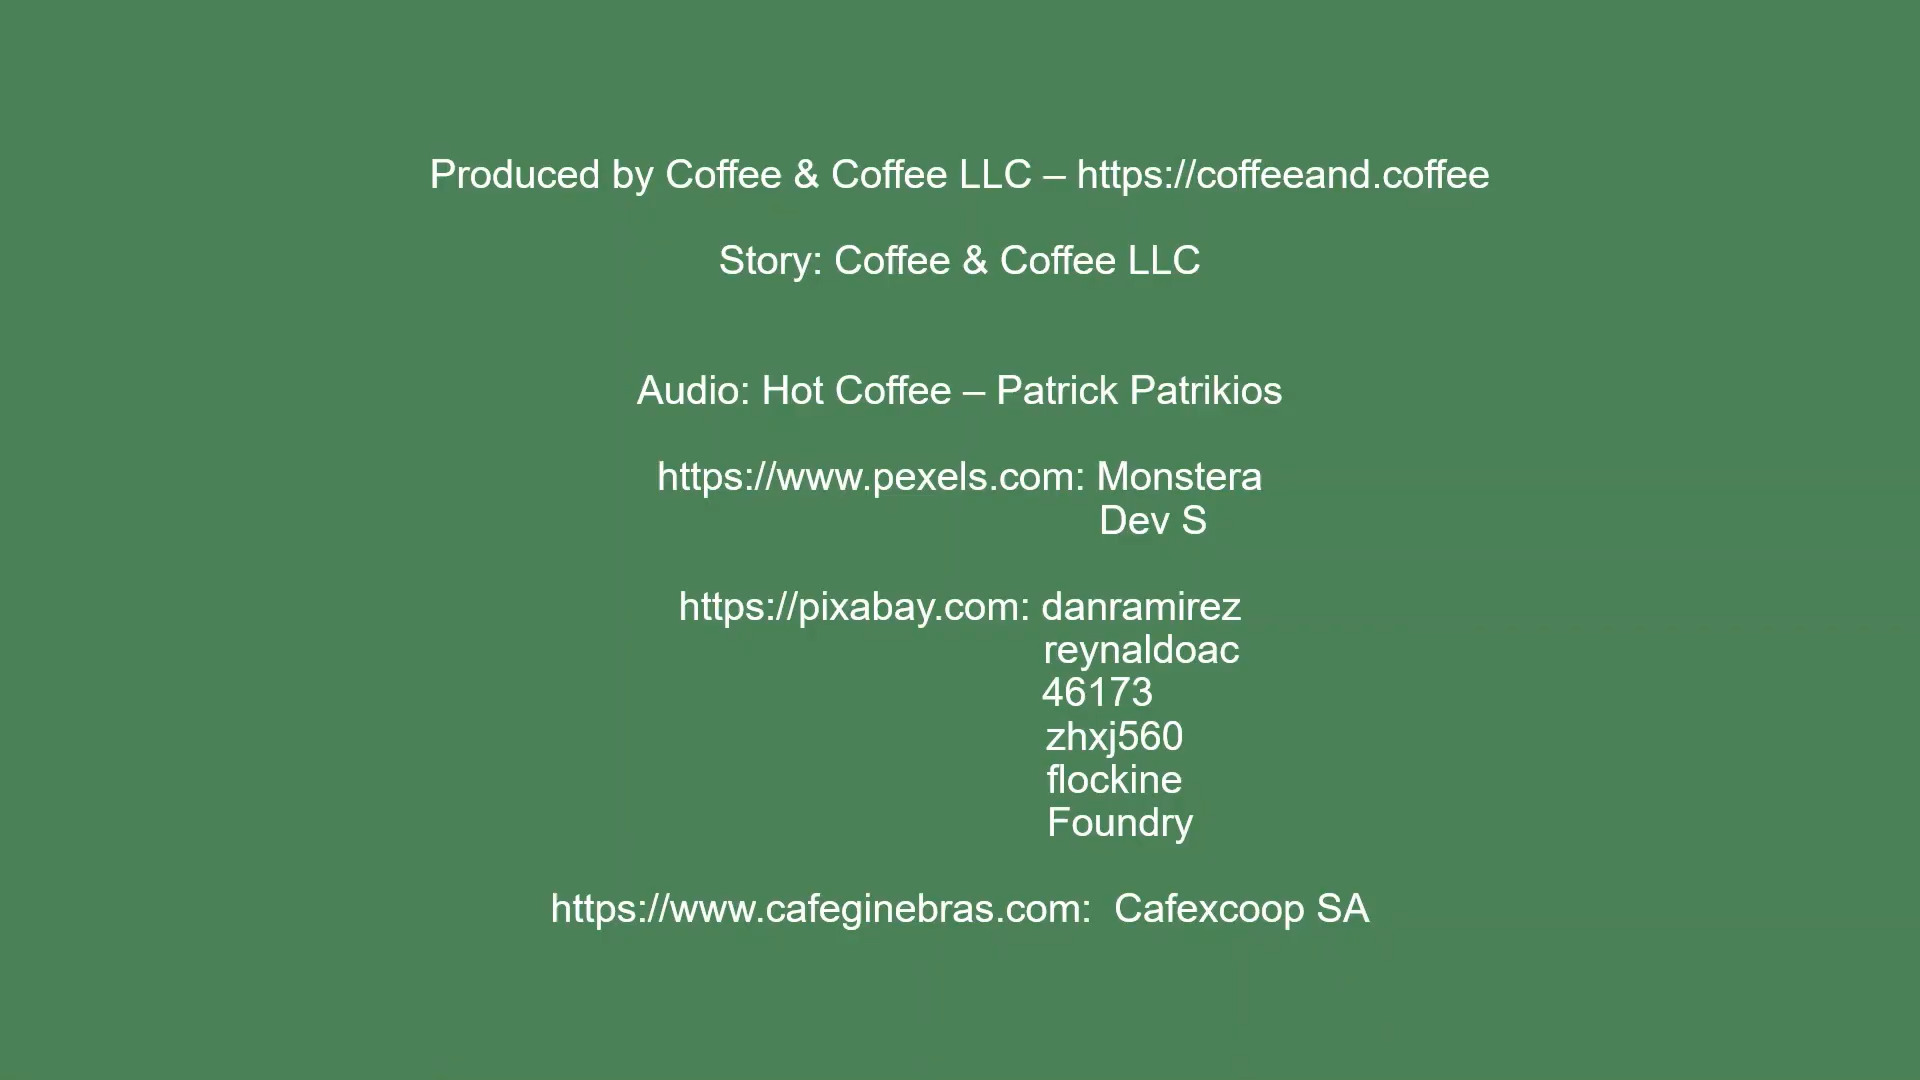 Produced by Coffee & Coffee LLC – https://coffeeand.coffee
Story: Coffee & Coffee LLC
Audio: Hot Coffee – Patrick Patrikios
https://www.pexels.com: Monstera
Dev S
https://pixabay.com: danramirez
reynaldoac
46173
zhxj560
flockine
Foundry
https://www.cafeginebras.com:  Cafexcoop SA